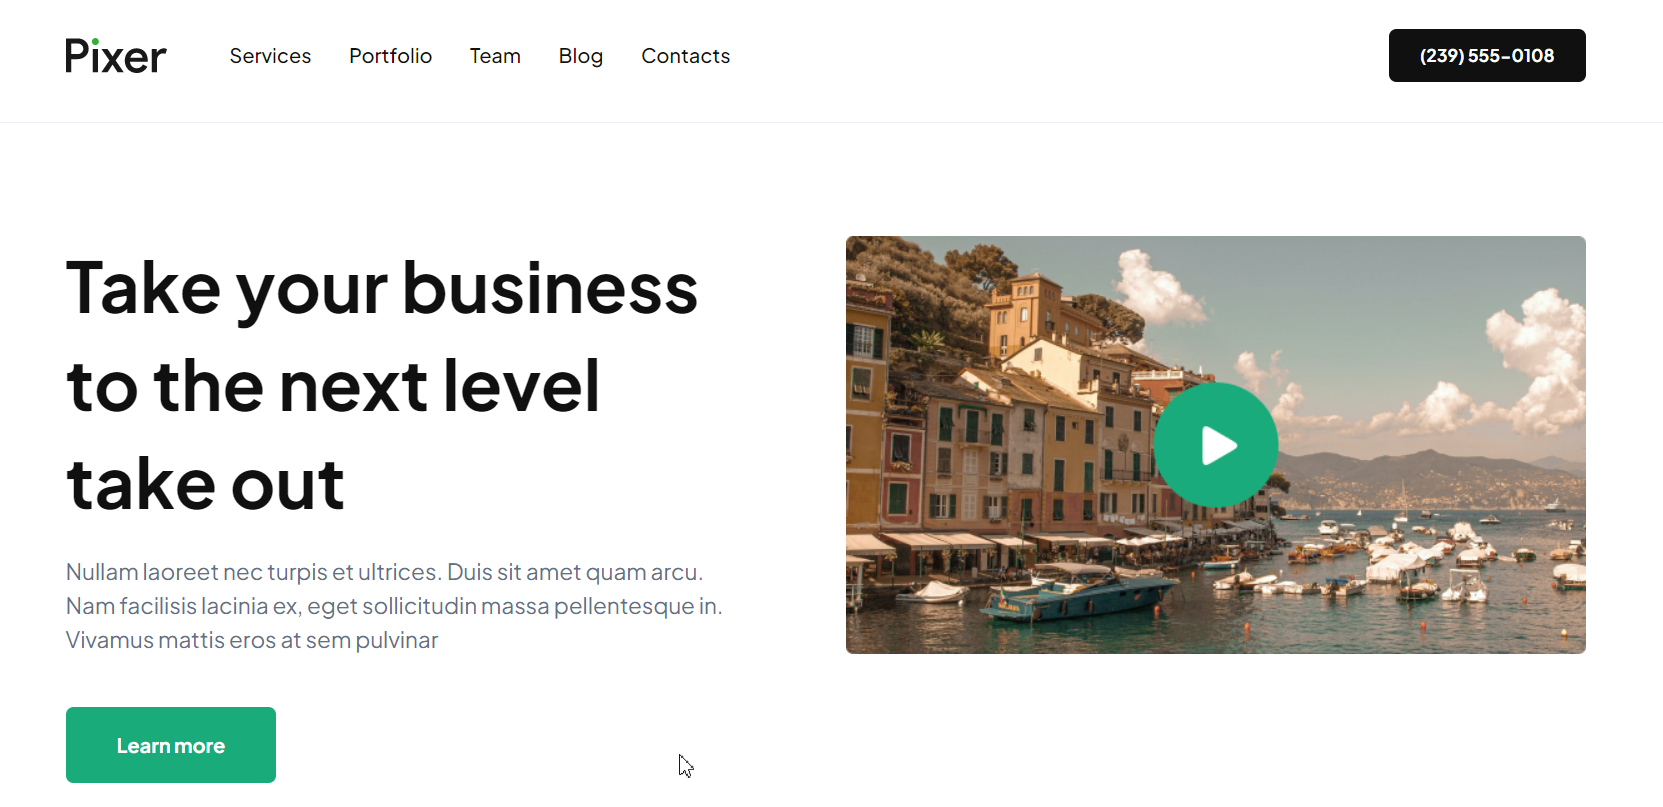 Pixer
Services
Portfolio
Team
Blog
Contacts
(239) 555-0108
Take your business
to the next level
take out
Nullam laoreet nec turpis et ultrices. Duis sit amet quam arcu.
Nam facilisis lacinia ex, eget sollicitudin massa pellentesque in.
Vivamus mattis eros at sem pulvinar
Learn more